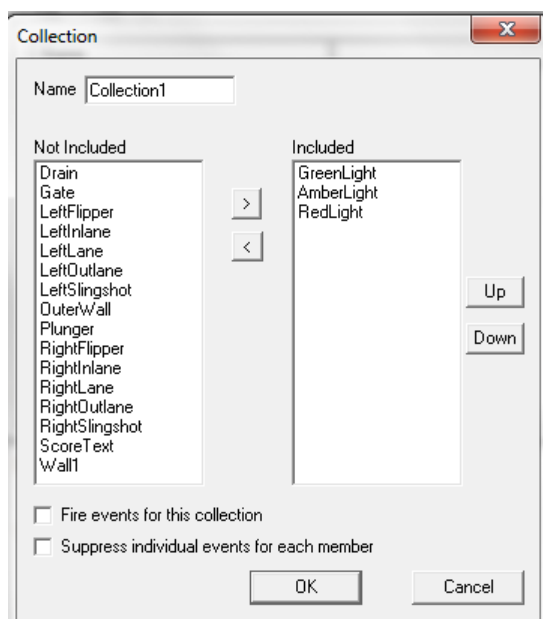 Collection
Name Collection1
Not Included
Drain
Gate
LeftFlipper
LeftInlane
LeftLane
LeftOutlane
LeftSlingshot
OuterWall
Plunger
RightFlipper
RightInlane
RightLane
RightOutlane
RightSlingshot
ScoreText
Wall1
>
<
Included
GreenLight
AmberLight
RedLight
Up
Down
Fire events for this collection
Suppress individual events for each member
OK
Cancel